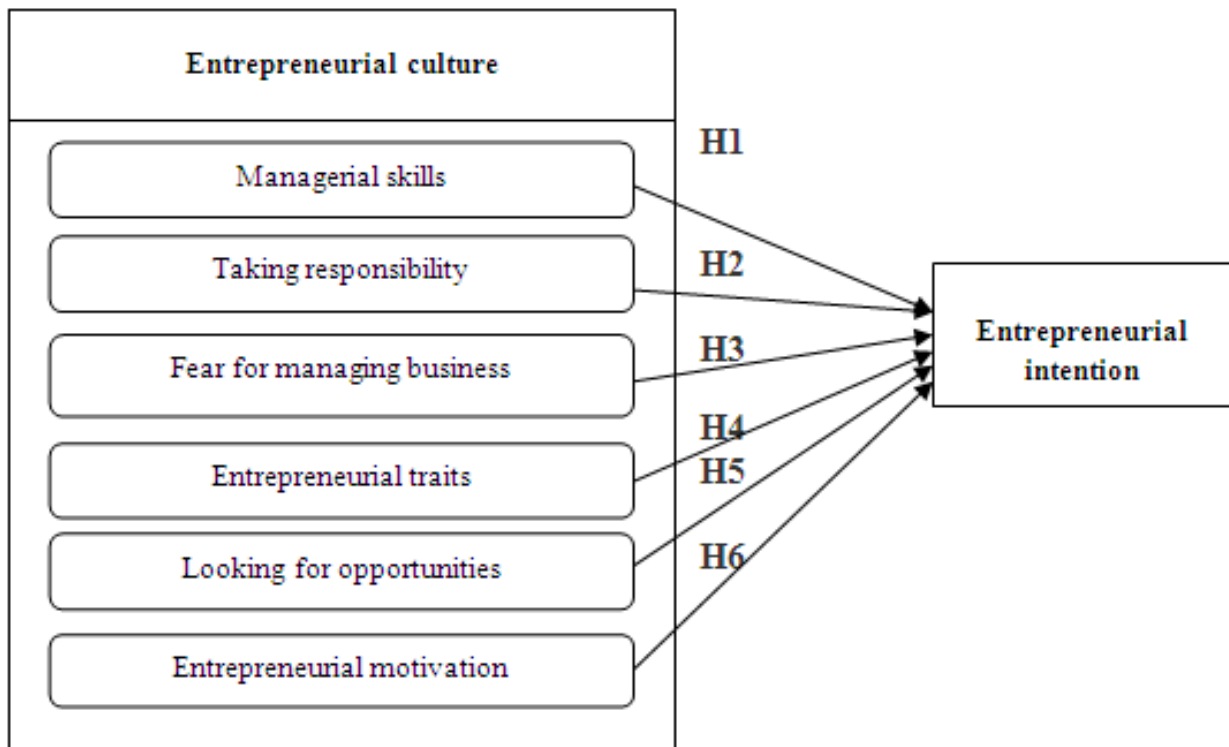 Entrepreneurial culture
H1
Managerial skills
Taking responsibility
H2
Fear for managing business
H3
Entrepreneurial
intention
Entrepreneurial traits
H4
H5
Looking for opportunities
H6
Entrepreneurial motivation